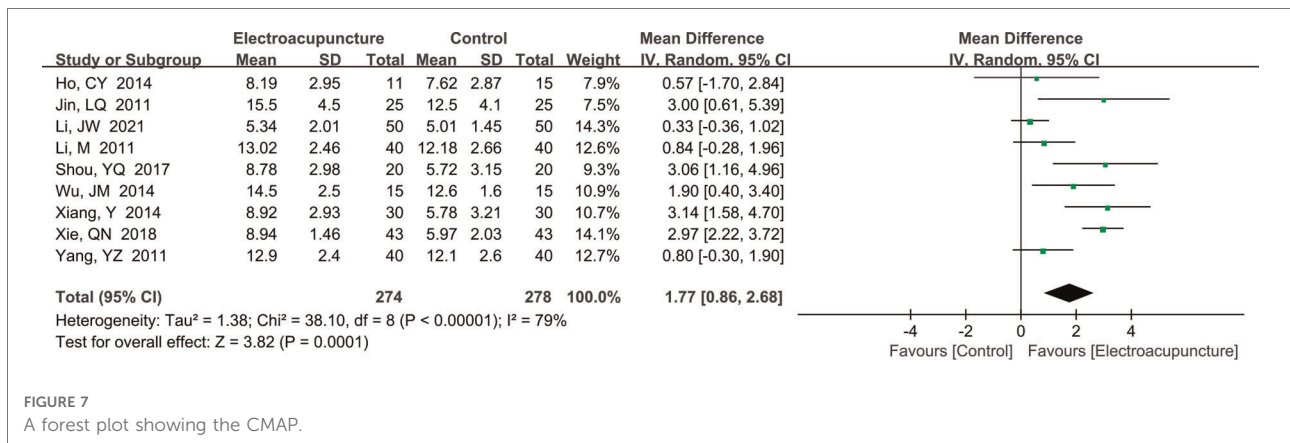 Electroacupuncture Control Mean Difference Mean Difference
Study or Subgroup Mean SD Total Mean SD Total Weight IV, Random, 95% CI IV, Random, 95% CI
Ho, CY 2014 8.19 2.95 11 7.62 2.87 15 7.9% 0.57 [-1.70, 2.84]
Jin, LQ 2011 15.5 4.5 25 12.5 4.1 25 7.5% 3.00 [0.61, 5.39]
Li, JW 2021 5.34 2.01 50 5.01 1.45 50 14.3% 0.33 [-0.36, 1.02]
Li, M 2011 13.02 2.46 40 12.18 2.66 40 12.6% 0.84 [-0.28, 1.96]
Shou, YQ 2017 8.78 2.98 20 5.72 3.15 20 9.3% 3.06 [1.16, 4.96]
Wu, JM 2014 14.5 2.5 15 12.6 1.6 15 10.9% 1.90 [0.40, 3.40]
Xiang, Y 2014 8.92 2.93 30 5.78 3.21 30 10.7% 3.14 [1.58, 4.70]
Xie, QN 2018 8.94 1.46 43 5.97 2.03 43 14.1% 2.97 [2.22, 3.72]
Yang, YZ 2011 12.9 2.4 40 12.1 2.6 40 12.7% 0.80 [-0.30, 1.90]
Total (95% CI) 274 278 100.0% 1.77 [0.86, 2.68]
Heterogeneity: Tau² = 1.38; Chi² = 38.10, df = 8 (P < 0.00001); I² = 79%
Test for overall effect: Z = 3.82 (P = 0.0001)
-4 -2 0 2 4
Favours [Control] Favours [Electroacupuncture]
FIGURE 7
A forest plot showing the CMAP.